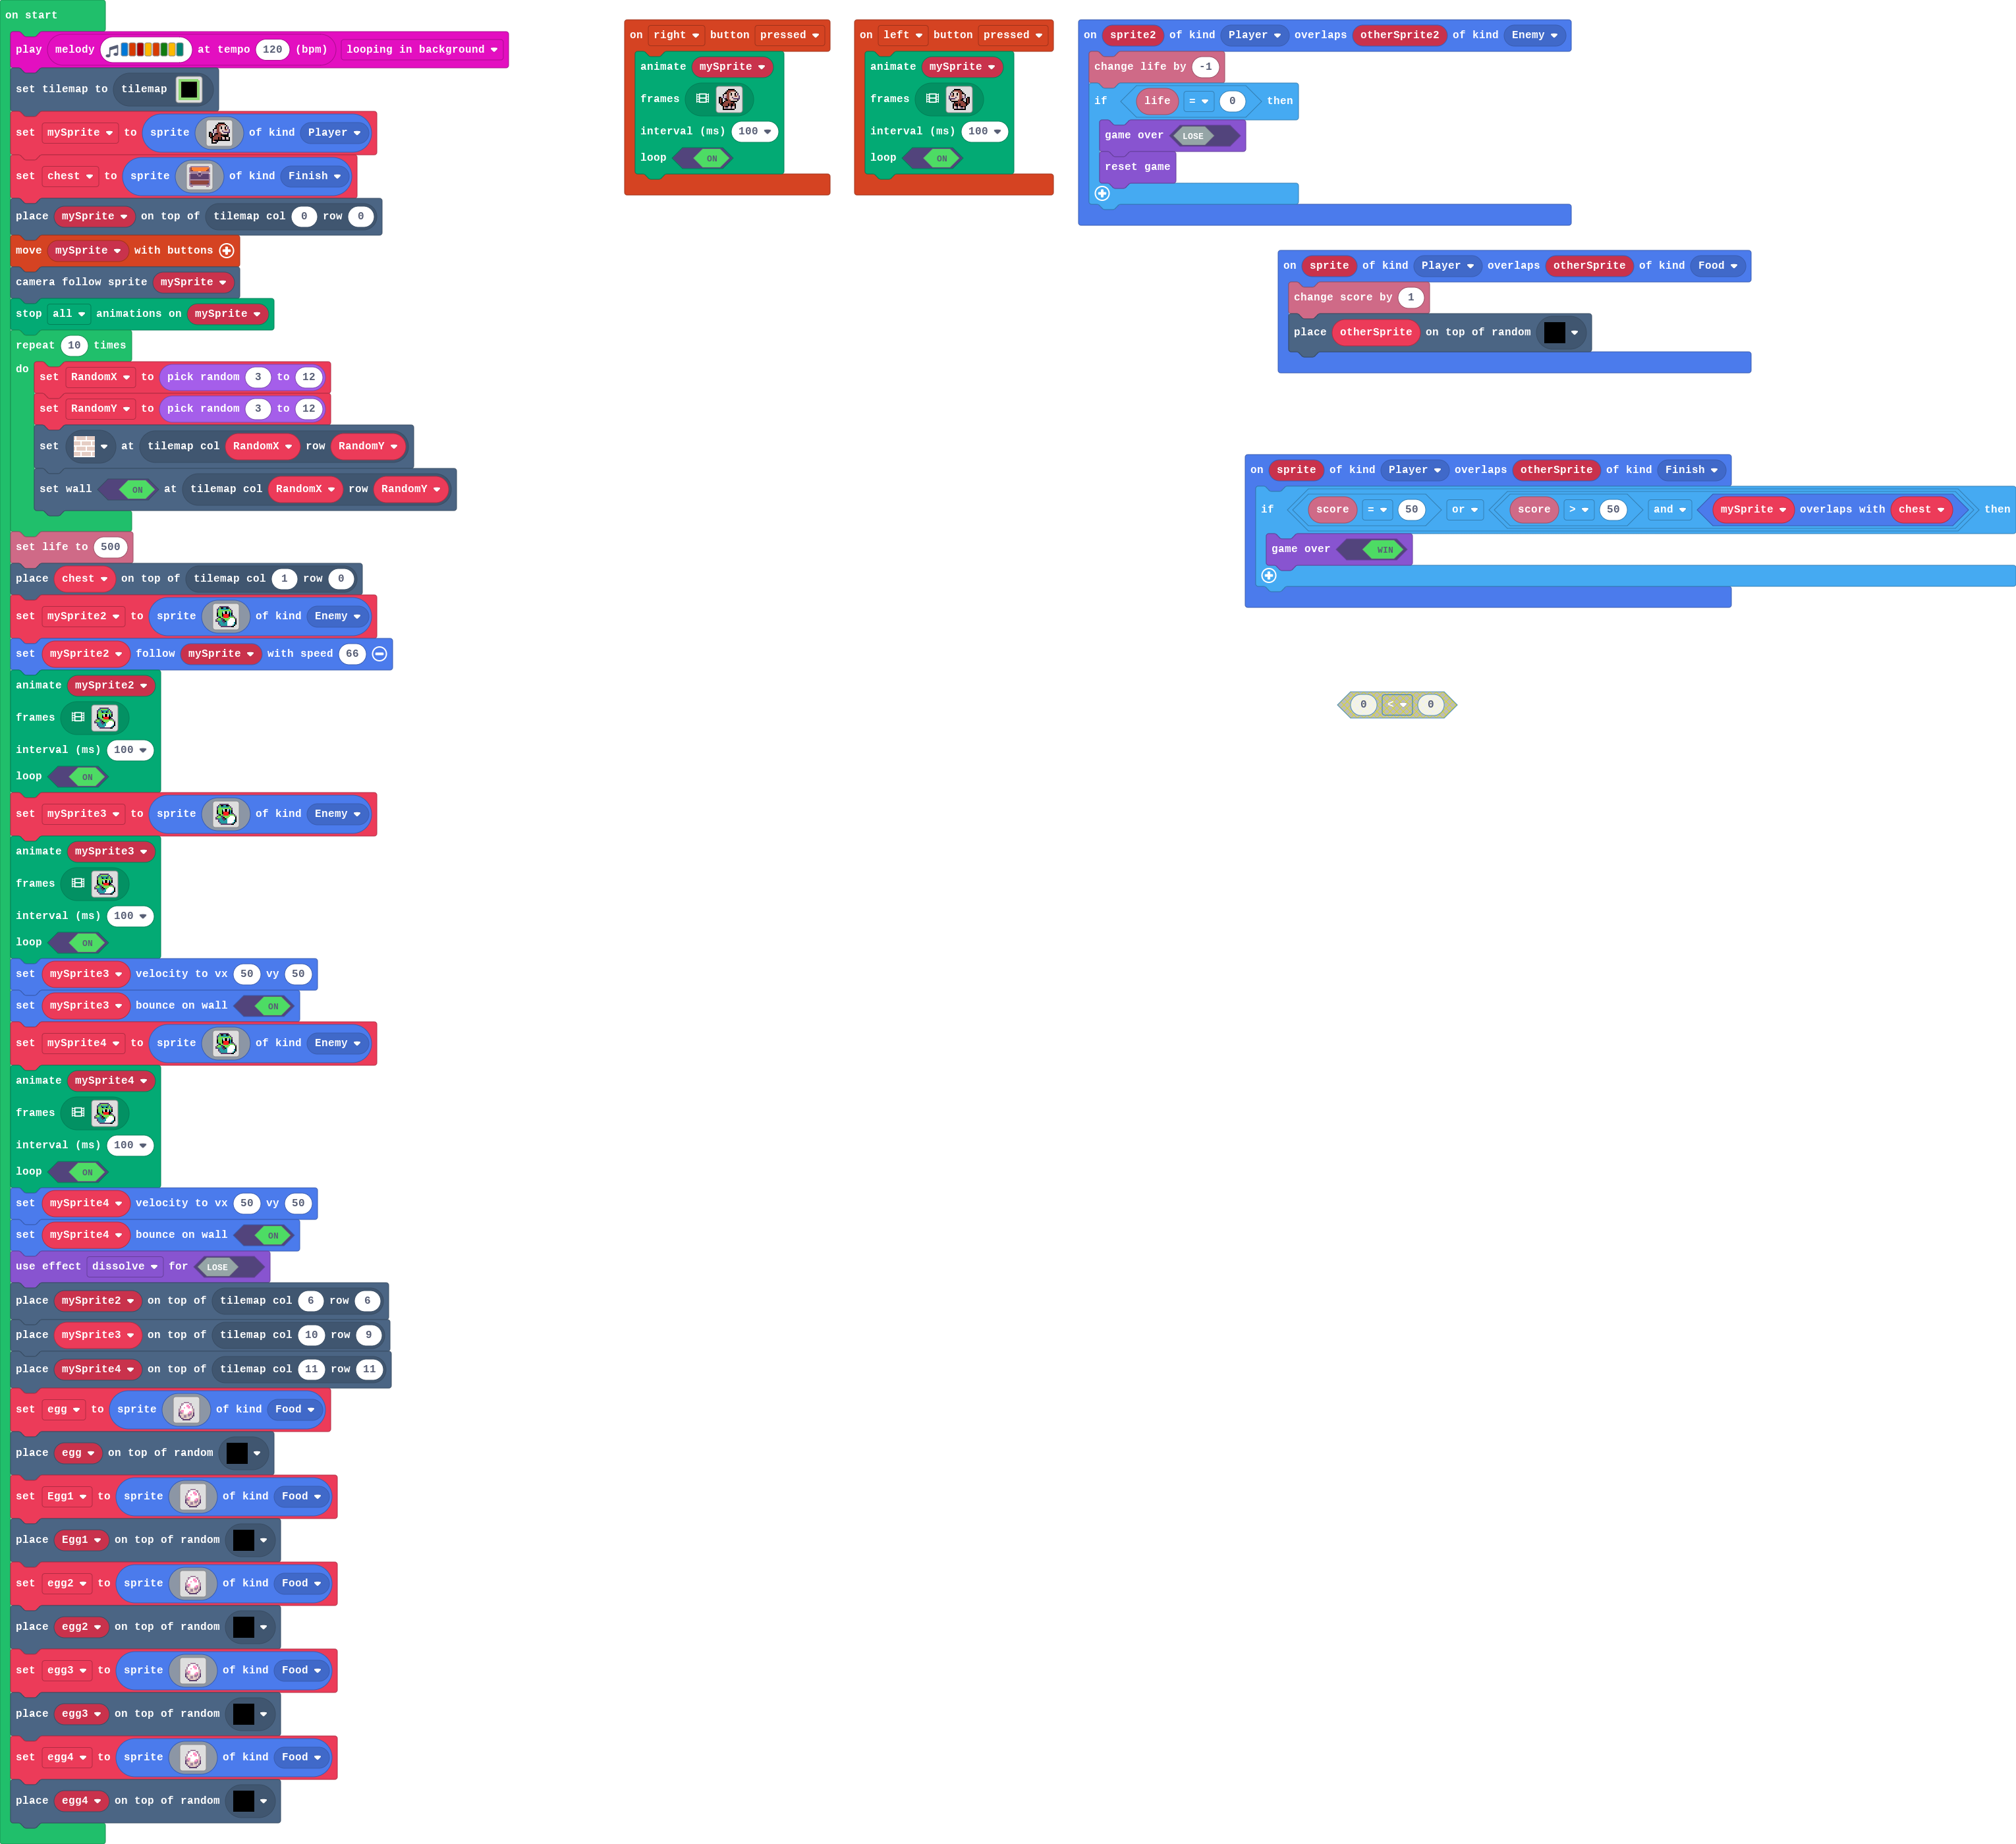 on start
play melody at tempo 120 (bpm) looping in background
set tilemap to tilemap
set mySprite to sprite of kind Player
set chest to sprite of kind Finish
place mySprite on top of tilemap col 0 row 0
move mySprite with buttons
camera follow sprite mySprite
stop all animations on mySprite
repeat 10 times
do
set RandomX to pick random 3 to 12
set RandomY to pick random 3 to 12
set at tilemap col RandomX row RandomY
set wall ON at tilemap col RandomX row RandomY
set life to 500
place chest on top of tilemap col 1 row 0
set mySprite2 to sprite of kind Enemy
set mySprite2 follow mySprite with speed 66
animate mySprite2
frames
interval (ms) 100
loop ON
set mySprite3 to sprite of kind Enemy
animate mySprite3
frames
interval (ms) 100
loop ON
set mySprite3 velocity to vx 50 vy 50
set mySprite3 bounce on wall ON
set mySprite4 to sprite of kind Enemy
animate mySprite4
frames
interval (ms) 100
loop ON
set mySprite4 velocity to vx 50 vy 50
set mySprite4 bounce on wall ON
use effect dissolve for LOSE
place mySprite2 on top of tilemap col 6 row 6
place mySprite3 on top of tilemap col 10 row 9
place mySprite4 on top of tilemap col 11 row 11
set egg to sprite of kind Food
place egg on top of random
set Egg1 to sprite of kind Food
place Egg1 on top of random
set egg2 to sprite of kind Food
place egg2 on top of random
set egg3 to sprite of kind Food
place egg3 on top of random
set egg4 to sprite of kind Food
place egg4 on top of random
on right button pressed
animate mySprite
frames
interval (ms) 100
loop ON
on left button pressed
animate mySprite
frames
interval (ms) 100
loop ON
on sprite2 of kind Player overlaps otherSprite2 of kind Enemy
change life by -1
if life = 0 then
game over LOSE
reset game
on sprite of kind Player overlaps otherSprite of kind Food
change score by 1
place otherSprite on top of random
on sprite of kind Player overlaps otherSprite of kind Finish
if score = 50 or score > 50 and mySprite overlaps with chest then
game over WIN
0 < 0